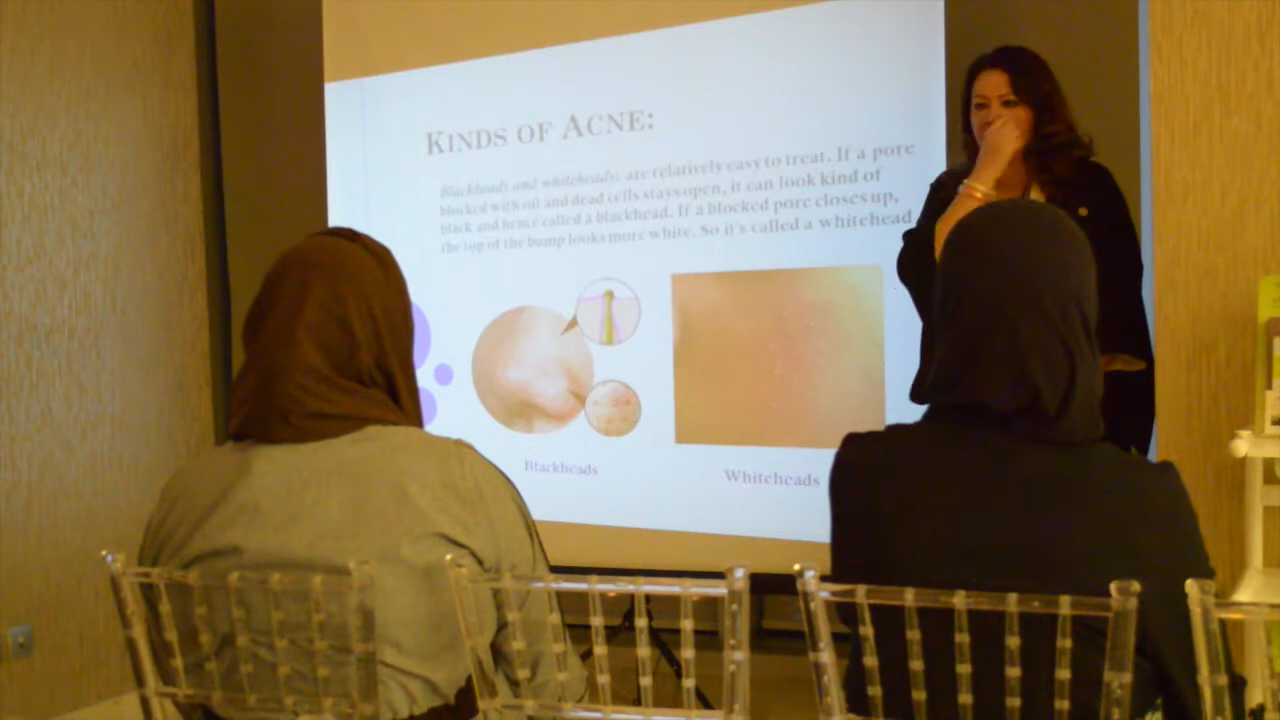 KINDS OF ACNE:
Blackheads and whiteheads: are relatively easy to treat. If a pore
blocked with oil and dead cells stays open, it can look kind of
black and hence called a blackhead. If a blocked pore closes up,
the top of the bump looks more white. So it's called a whitehead
Blackheads
Whiteheads